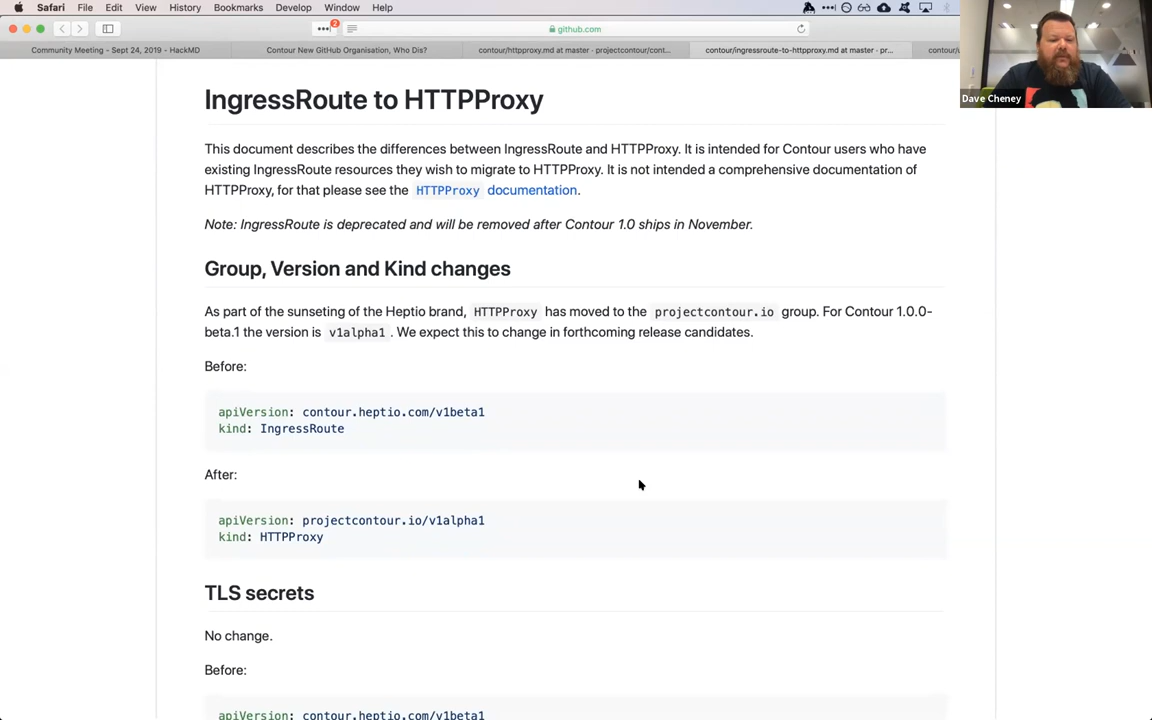 Safari File Edit View History Bookmarks Develop Window Help
2
github.com
Community Meeting - Sept 24, 2019 - HackMD
Contour New GitHub Organisation, Who Dis?
contour/httpproxy.md at master · projectcontour/cont...
contour/ingressroute-to-httpproxy.md at master · pr...
Dave Cheney
IngressRoute to HTTPProxy
This document describes the differences between IngressRoute and HTTPProxy. It is intended for Contour users who have
existing IngressRoute resources they wish to migrate to HTTPProxy. It is not intended a comprehensive documentation of
HTTPProxy, for that please see the HTTPProxy documentation.
Note: IngressRoute is deprecated and will be removed after Contour 1.0 ships in November.
Group, Version and Kind changes
As part of the sunseting of the Heptio brand, HTTPProxy has moved to the projectcontour.io group. For Contour 1.0.0-
beta.1 the version is v1alpha1 . We expect this to change in forthcoming release candidates.
Before:
apiVersion: contour.heptio.com/v1beta1
kind: IngressRoute
After:
apiVersion: projectcontour.io/v1alpha1
kind: HTTPProxy
TLS secrets
No change.
Before:
apiVersion: contour.heptio.com/v1beta1